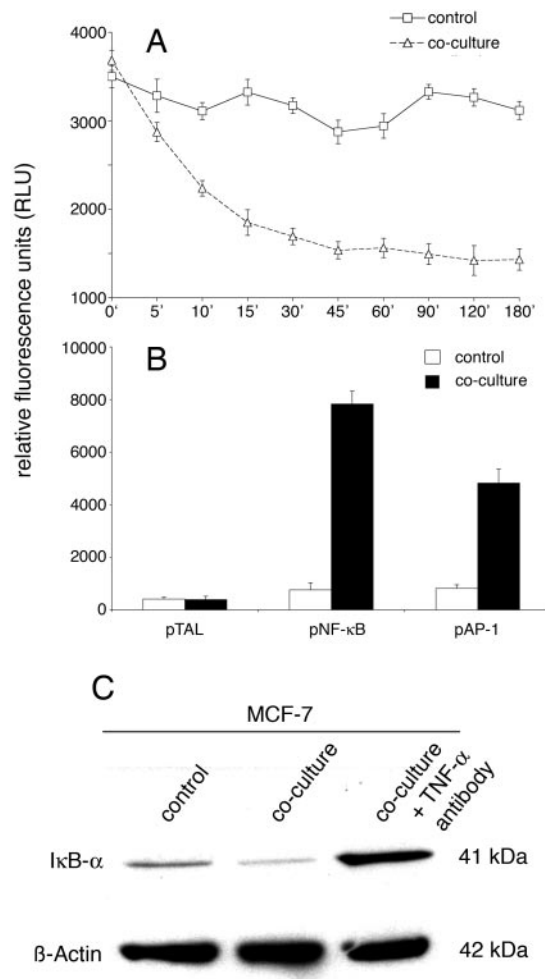 A
control
co-culture
relative fluorescence units (RLU)
4000
3000
2000
1000
0' 5' 10' 15' 30' 45' 60' 90' 120' 180'
B
control
co-culture
10000
8000
6000
4000
2000
0
pTAL pNF-κB pAP-1
C
MCF-7
control
co-culture
co-culture
+ TNF-α
antibody
IκB-α 41 kDa
ß-Actin 42 kDa